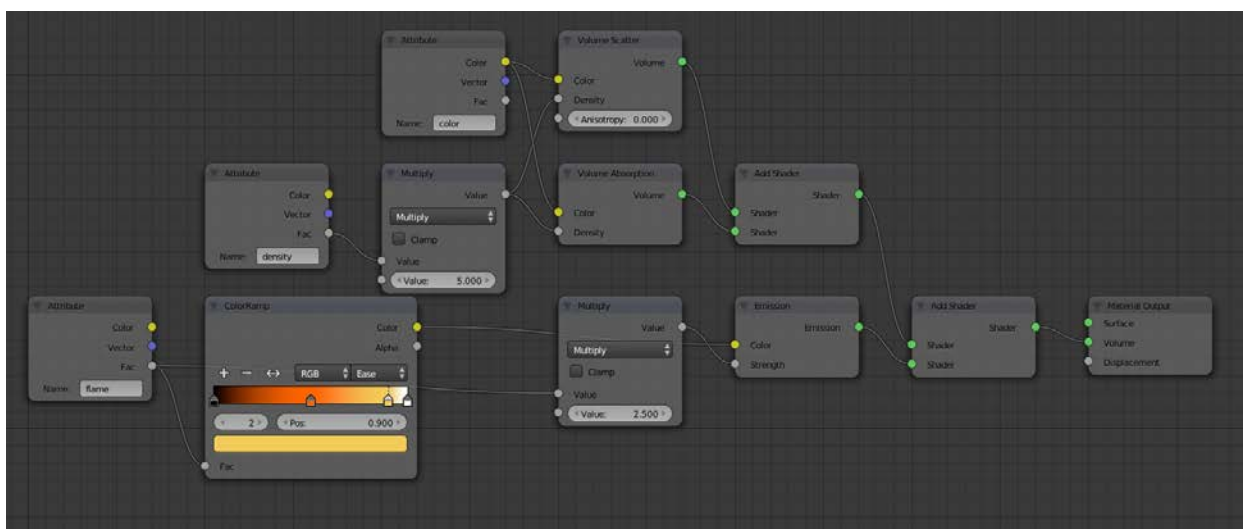 Attribute
Color
Vector
Fac
Name: color
Volume Scatter
Volume
Color
Density
Anisotropy: 0.000
Attribute
Color
Vector
Fac
Name: density
Multiply
Value
Multiply
Clamp
Value
Value: 5.000
Volume Absorption
Volume
Color
Density
Add Shader
Shader
Shader
Shader
Attribute
Color
Vector
Fac
Name: flame
ColorRamp
Color
Alpha
RGB Ease
2 Pos: 0.900
Fac
Multiply
Value
Multiply
Clamp
Value
Value: 2.500
Emission
Emission
Color
Strength
Add Shader
Shader
Shader
Shader
Material Output
Surface
Volume
Displacement